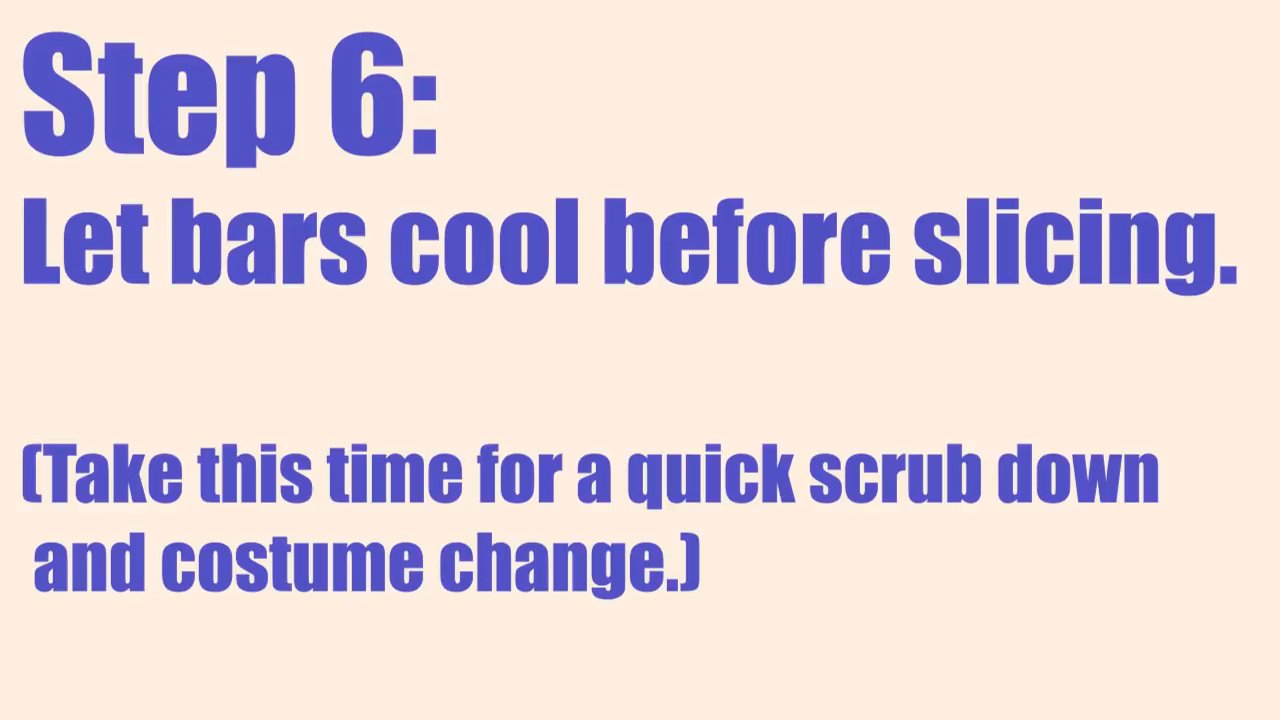 Step 6:
Let bars cool before slicing.
(Take this time for a quick scrub down
and costume change.)